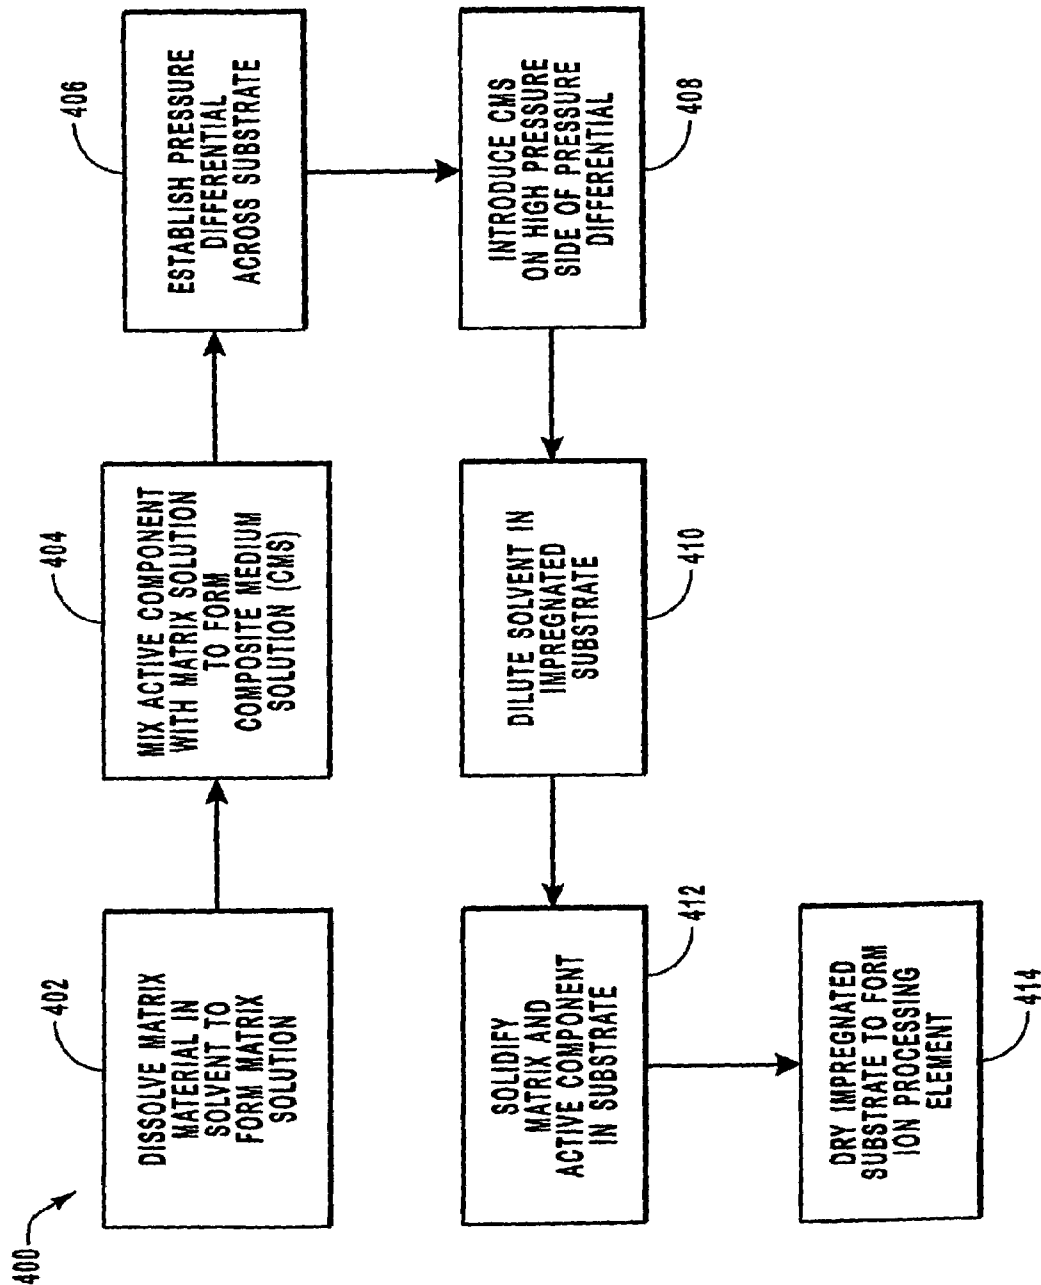 400
402
DISSOLVE MATRIX
MATERIAL IN
SOLVENT TO
FORM MATRIX
SOLUTION
404
MIX ACTIVE COMPONENT
WITH MATRIX SOLUTION
TO FORM
COMPOSITE MEDIUM
SOLUTION (CMS)
406
ESTABLISH PRESSURE
DIFFERENTIAL
ACROSS SUBSTRATE
INTRODUCE CMS
ON HIGH PRESSURE
SIDE OF PRESSURE
DIFFERENTIAL
408
DILUTE SOLVENT IN
IMPREGNATED
SUBSTRATE
410
SOLIDIFY
MATRIX AND
ACTIVE COMPONENT
IN SUBSTRATE
412
DRY IMPREGNATED
SUBSTRATE TO FORM
ION PROCESSING
ELEMENT
414